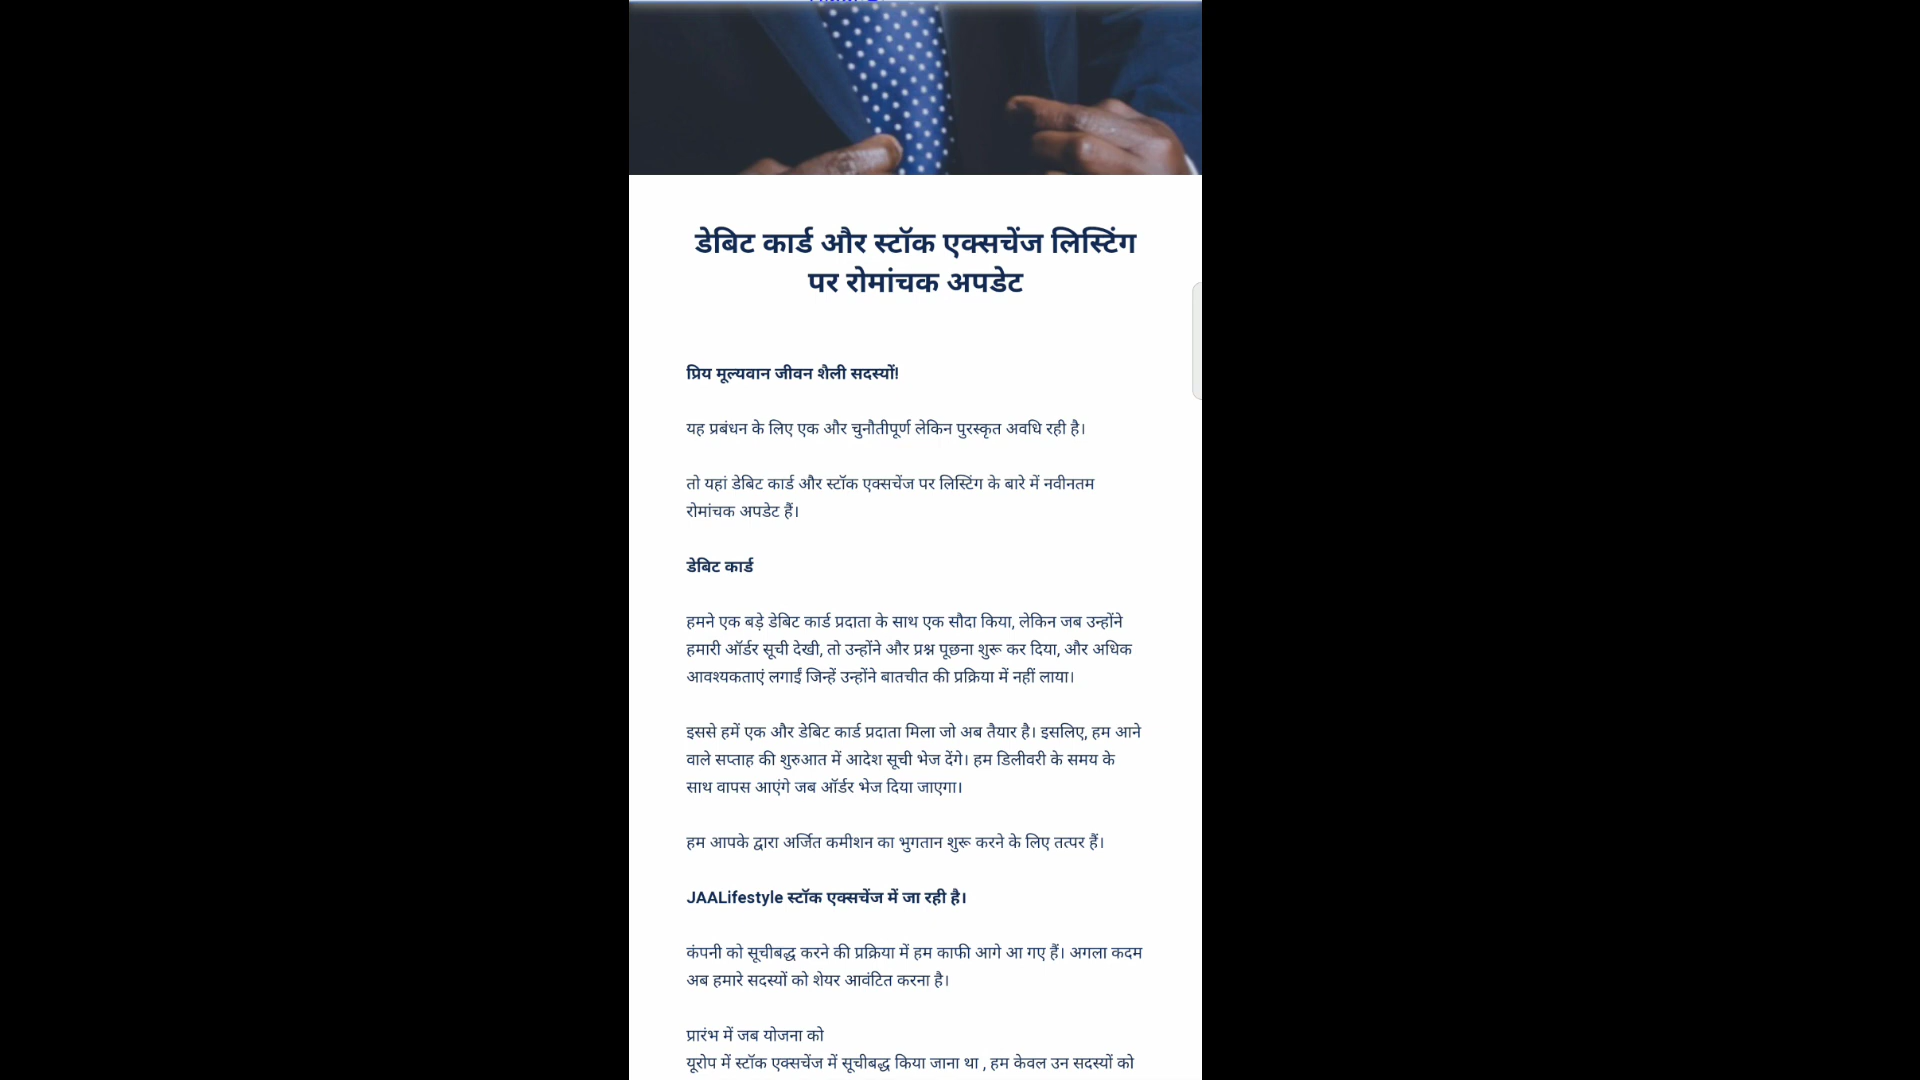 डेबिट कार्ड और स्टॉक एक्सचेंज लिस्टिंग
पर रोमांचक अपडेट
प्रिय मूल्यवान जीवन शैली सदस्यों!
यह प्रबंधन के लिए एक और चुनौतीपूर्ण लेकिन पुरस्कृत अवधि रही है।
तो यहां डेबिट कार्ड और स्टॉक एक्सचेंज पर लिस्टिंग के बारे में नवीनतम
रोमांचक अपडेट हैं।
डेबिट कार्ड
हमने एक बड़े डेबिट कार्ड प्रदाता के साथ एक सौदा किया, लेकिन जब उन्होंने
हमारी ऑर्डर सूची देखी, तो उन्होंने और प्रश्न पूछना शुरू कर दिया, और अधिक
आवश्यकताएं लगाईं जिन्हें उन्होंने बातचीत की प्रक्रिया में नहीं लाया।
इससे हमें एक और डेबिट कार्ड प्रदाता मिला जो अब तैयार है। इसलिए, हम आने
वाले सप्ताह की शुरुआत में आदेश सूची भेज देंगे। हम डिलीवरी के समय के
साथ वापस आएंगे जब ऑर्डर भेज दिया जाएगा।
हम आपके द्वारा अर्जित कमीशन का भुगतान शुरू करने के लिए तत्पर हैं।
JAALifestyle स्टॉक एक्सचेंज में जा रही है।
कंपनी को सूचीबद्ध करने की प्रक्रिया में हम काफी आगे आ गए हैं। अगला कदम
अब हमारे सदस्यों को शेयर आवंटित करना है।
प्रारंभ में जब योजना को
यूरोप में स्टॉक एक्सचेंज में सूचीबद्ध किया जाना था , हम केवल उन सदस्यों को